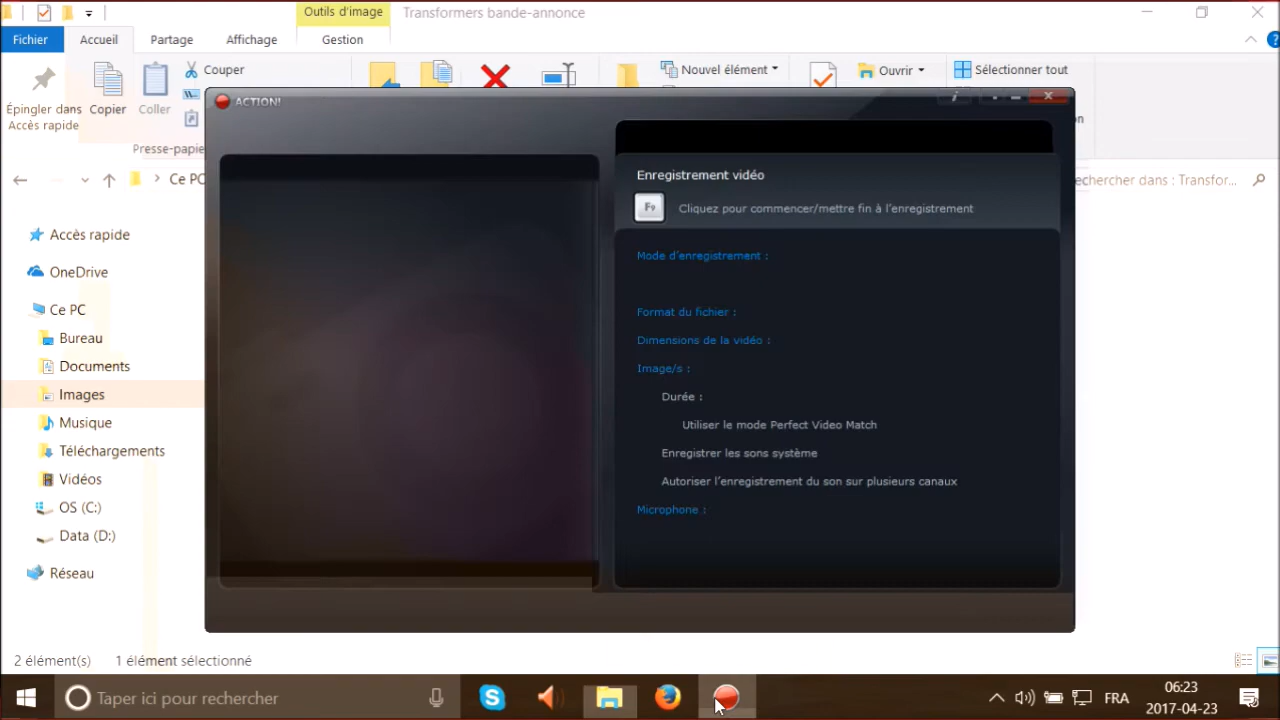 Outils d'image
Transformers bande-annonce
Fichier
Accueil
Partage
Affichage
Gestion
Épingler dans
Accès rapide
Copier
Coller
Couper
Nouvel élément
Ouvrir
Sélectionner tout
Presse-papie
Ce PC
echercher dans : Transfor...
ACTION!
Enregistrement vidéo
F9
Cliquez pour commencer/mettre fin à l'enregistrement
Mode d'enregistrement :
Format du fichier :
Dimensions de la vidéo :
Image/s :
Durée :
Utiliser le mode Perfect Video Match
Enregistrer les sons système
Autoriser l'enregistrement du son sur plusieurs canaux
Microphone :
Accès rapide
OneDrive
Ce PC
Bureau
Documents
Images
Musique
Téléchargements
Vidéos
OS (C:)
Data (D:)
Réseau
2 élément(s)
1 élément sélectionné
Taper ici pour rechercher
FRA
06:23
2017-04-23